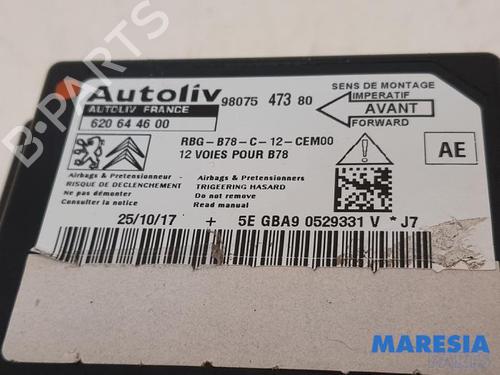 Autoliv
AUTOLIV FRANCE
620 64 46 00
98075 473 80
SENS DE MONTAGE
IMPERATIF
AVANT
FORWARD
RBG-B78-C-12-CEM00
12 VOIES POUR B78
AE
Airbags & Pretensionneur
RISQUE DE DECLENCHEMENT
Ne pas démonter
Consulter la notice
Airbags & Pretensioners
TRIGEERING HASARD
Do not remove
Read manual
25/10/17 + 5E GBA9 0529331 V *J7
B-PARTS
MARESIA